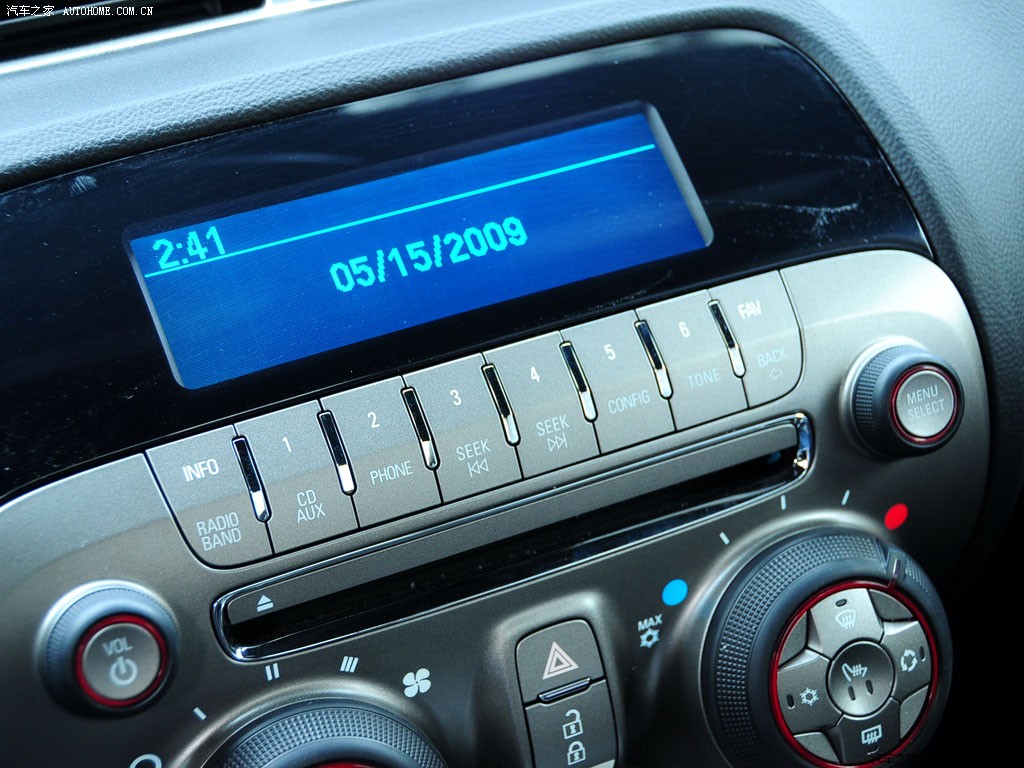 汽车之家 AUTOHOME.COM.CN
2:41
05/15/2009
INFO
RADIO
BAND
1
CD
AUX
2
PHONE
3
SEEK
4
SEEK
5
CONFIG
6
TONE
FAV
BACK
MENU
SELECT
VOL
MAX